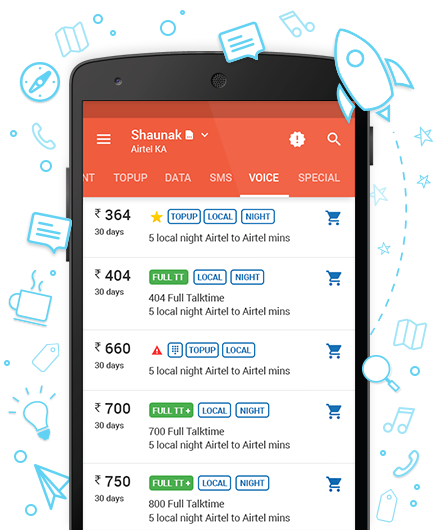 Shaunak
Airtel KA
NT TOPUP DATA SMS VOICE SPECIAL
₹ 364 TOPUP LOCAL NIGHT
30 days
5 local night Airtel to Airtel mins
₹ 404 FULL TT LOCAL NIGHT
30 days
404 Full Talktime
5 local night Airtel to Airtel mins
₹ 660 TOPUP LOCAL
30 days
5 local night Airtel to Airtel mins
₹ 700 FULL TT + LOCAL NIGHT
30 days
700 Full Talktime
5 local night Airtel to Airtel mins
₹ 750 FULL TT + LOCAL NIGHT
30 days
800 Full Talktime
5 local night Airtel to Airtel mins